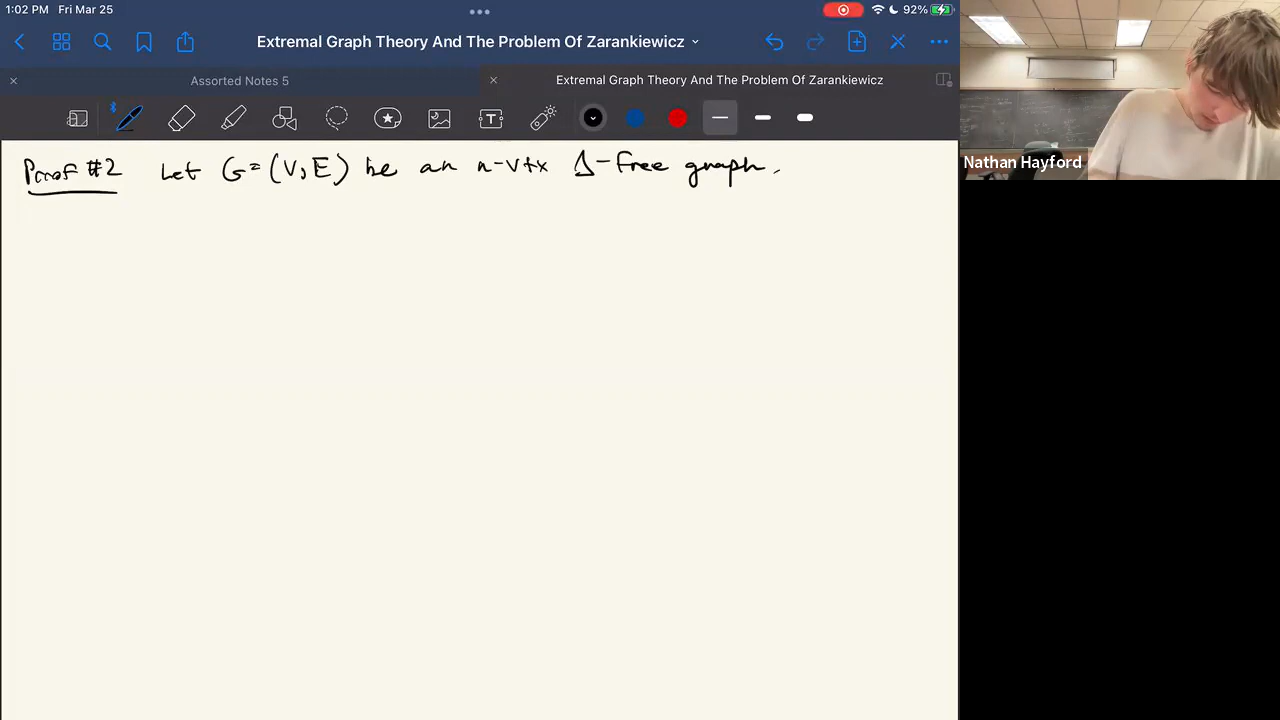 1:02 PM Fri Mar 25
92%
Extremal Graph Theory And The Problem Of Zarankiewicz
Assorted Notes 5
Extremal Graph Theory And The Problem Of Zarankiewicz
T
Proof #2 Let G=(V,E) be an n-vtx Δ-free graph,
Nathan Hayford